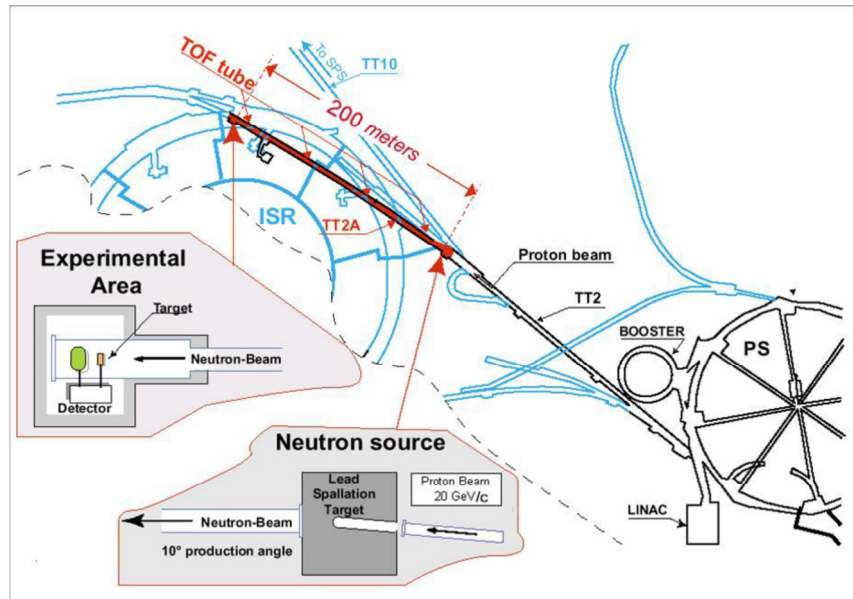 To SPS
TT10
TOF tube
200 meters
ISR
TT2A
Proton beam
TT2
BOOSTER
PS
LINAC
Experimental
Area
Target
Neutron-Beam
Detector
Neutron source
Lead
Spallation
Target
Proton Beam
20 GeV/c
Neutron-Beam
10° production angle